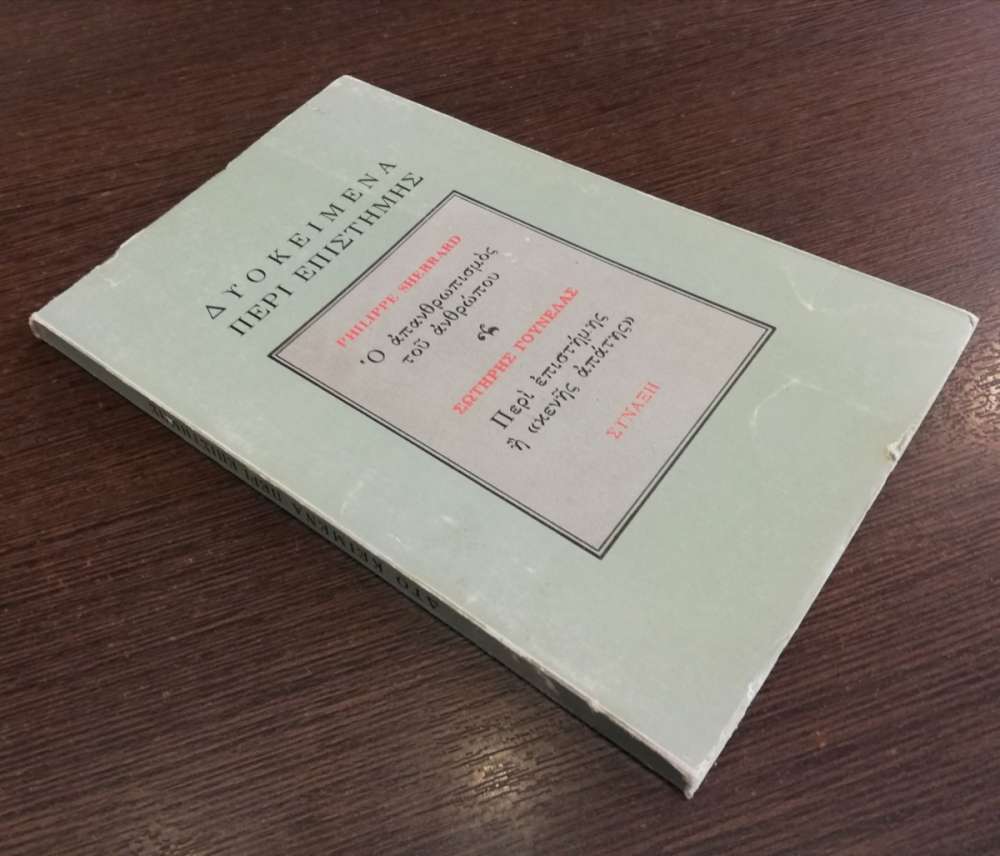 ΔΥΟ ΚΕΙΜΕΝΑ
ΠΕΡΙ ΕΠΙΣΤΗΜΗΣ
PHILIPPE SHERRARD
Ὁ ἀπανθρωπισμὸς
τοῦ ἀνθρώπου
&
ΣΩΤΗΡΗΣ ΓΟΥΝΕΛΑΣ
Περὶ ἐπιστήμης
ἢ «κενῆς ἀπάτης»
ΣΥΝΑΞΗ
ΔΥΟ ΚΕΙΜΕΝΑ ΠΕΡΙ ΕΠΙΣΤΗΜΗΣ